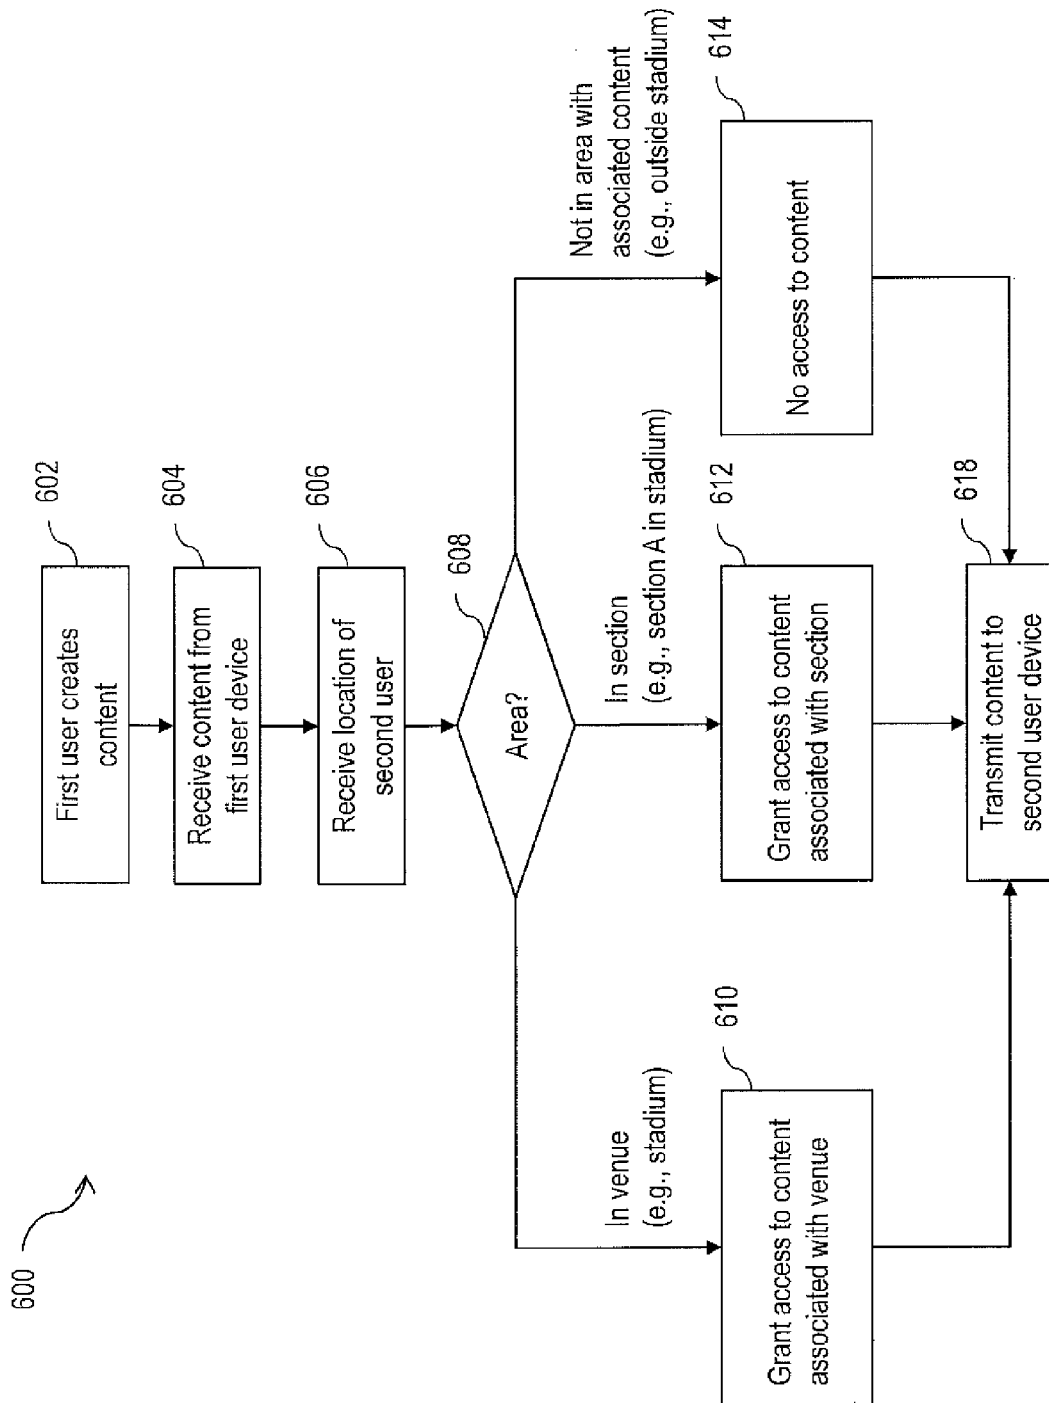 600
First user creates
content
602
Receive content from
first user device
604
Receive location of
second user
606
Area?
608
In venue
(e.g., stadium)
In section
(e.g., section A in stadium)
Not in area with
associated content
(e.g., outside stadium)
Grant access to content
associated with venue
610
Grant access to content
associated with section
612
No access to content
614
Transmit content to
second user device
618